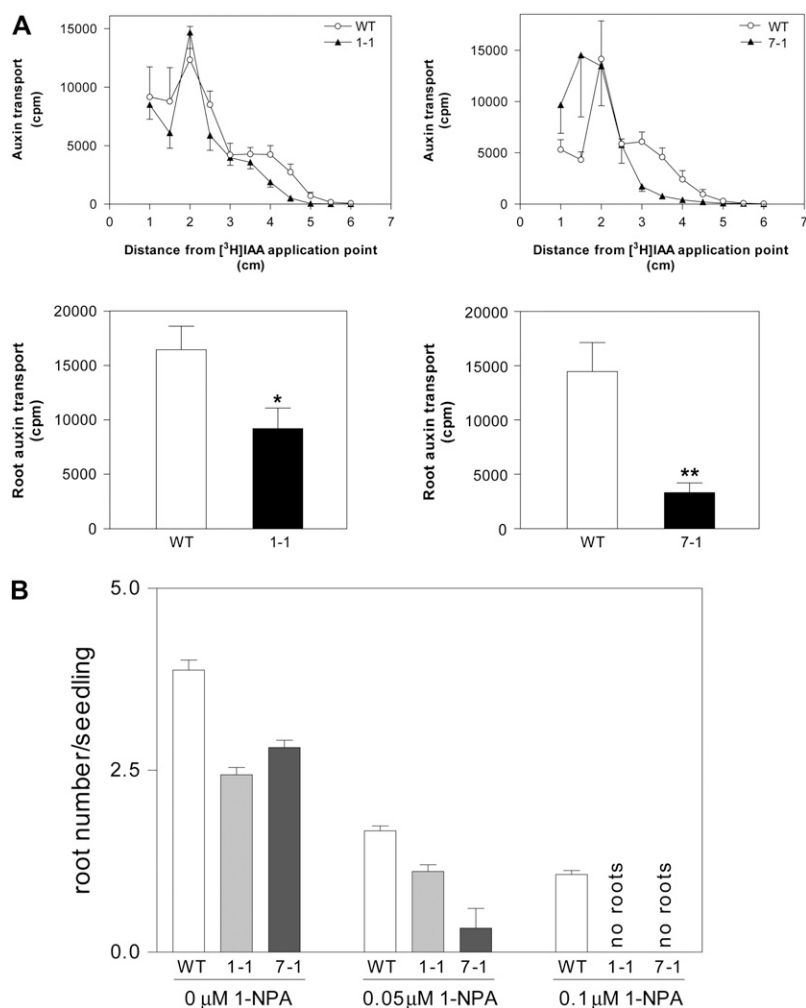 A
WT
1-1
15000
10000
5000
0
Auxin transport
(cpm)
0 1 2 3 4 5 6 7
Distance from [³H]IAA application point
(cm)
WT
7-1
15000
10000
5000
0
Auxin transport
(cpm)
0 1 2 3 4 5 6 7
Distance from [³H]IAA application point
(cm)
20000
15000
10000
5000
0
Root auxin transport
(cpm)
*
WT 1-1
20000
15000
10000
5000
0
Root auxin transport
(cpm)
**
WT 7-1
B
5.0
2.5
0.0
root number/seedling
no roots
no roots
WT 1-1 7-1 WT 1-1 7-1 WT 1-1 7-1
0 µM 1-NPA 0.05µM 1-NPA 0.1µM 1-NPA